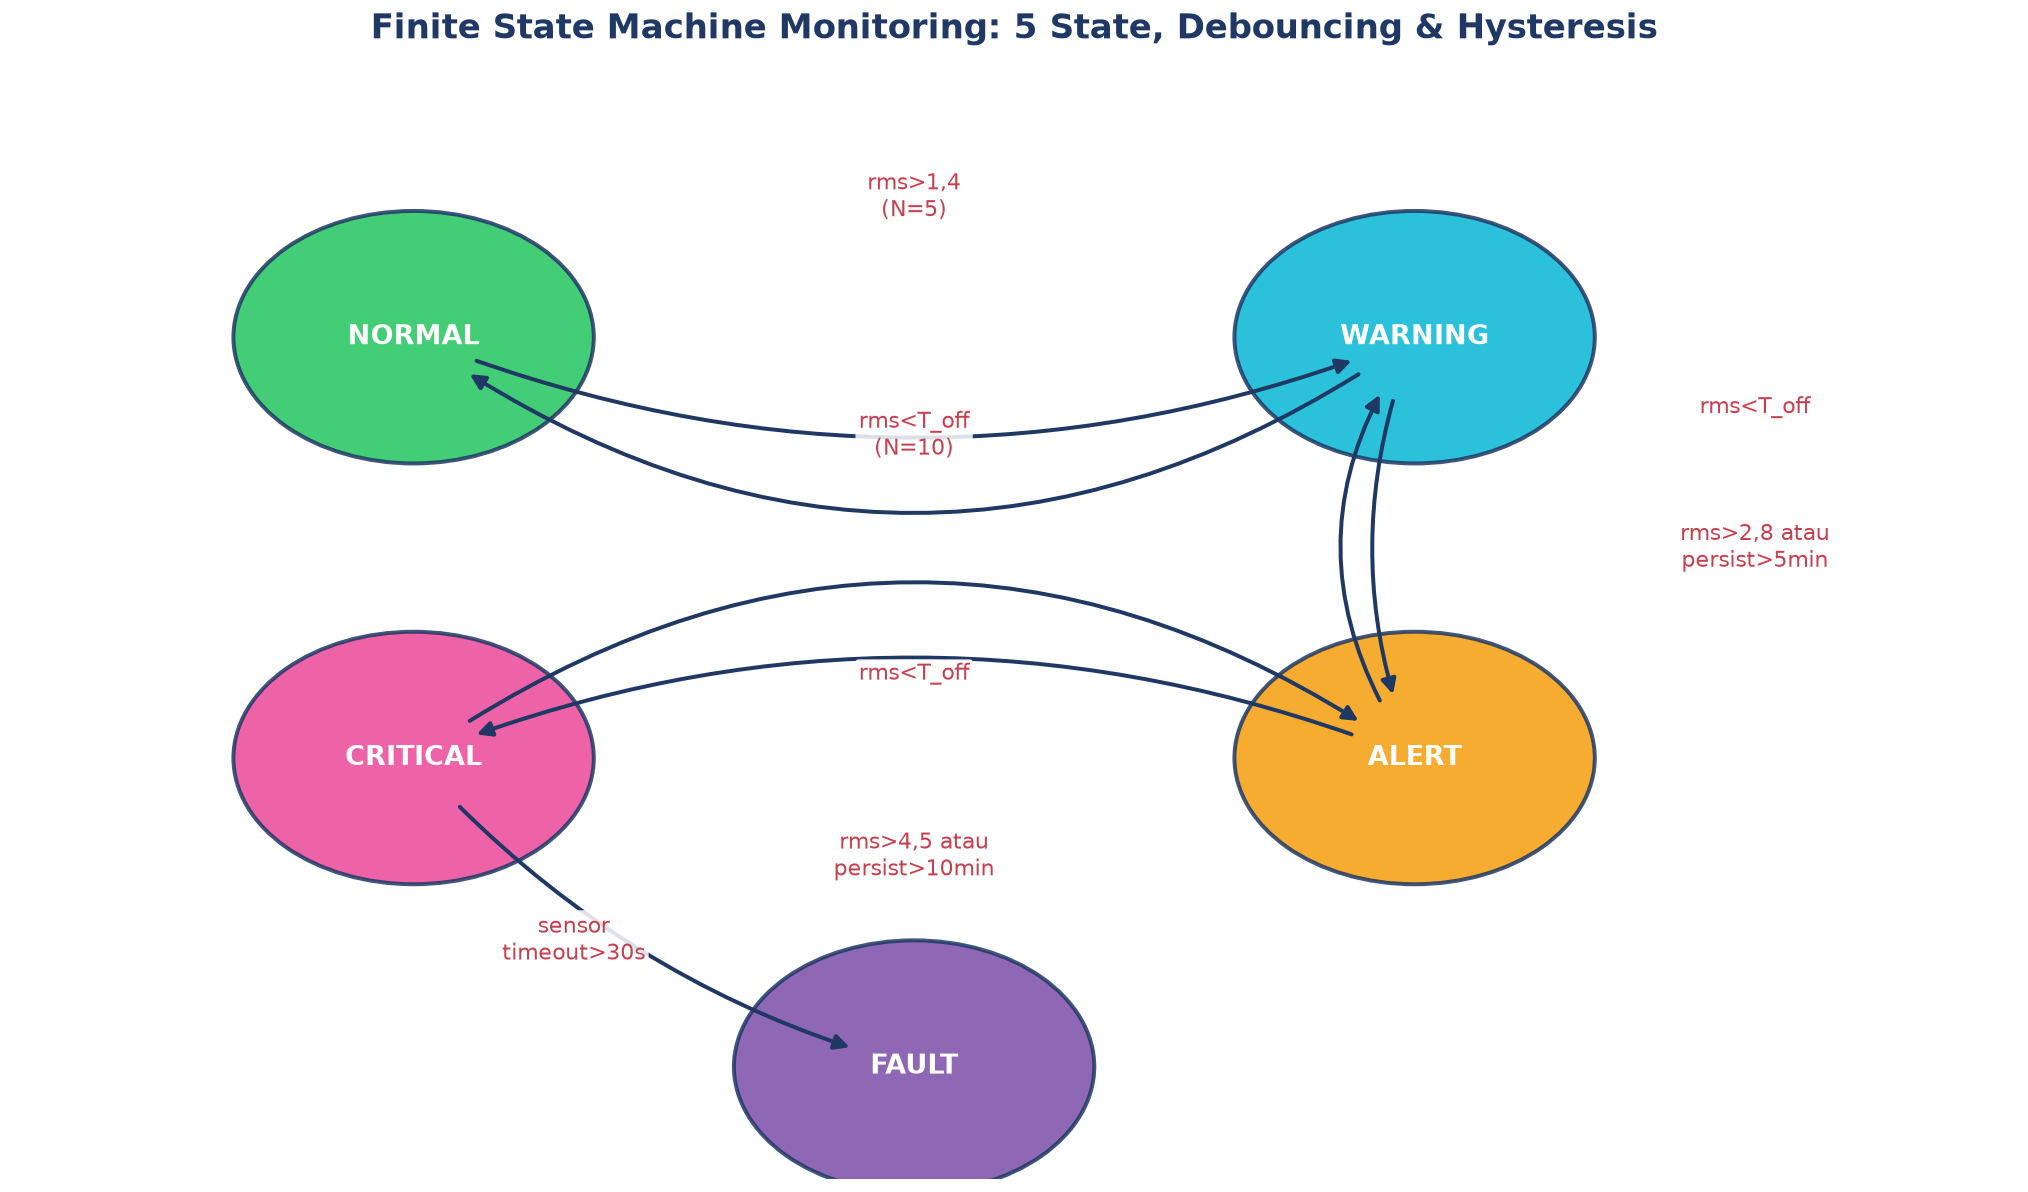 Finite State Machine Monitoring: 5 State, Debouncing & Hysteresis
rms>1,4
(N=5)
NORMAL
WARNING
rms<T_off
(N=10)
rms<T_off
rms>2,8 atau
persist>5min
rms<T_off
CRITICAL
ALERT
rms>4,5 atau
persist>10min
sensor
timeout>30s
FAULT